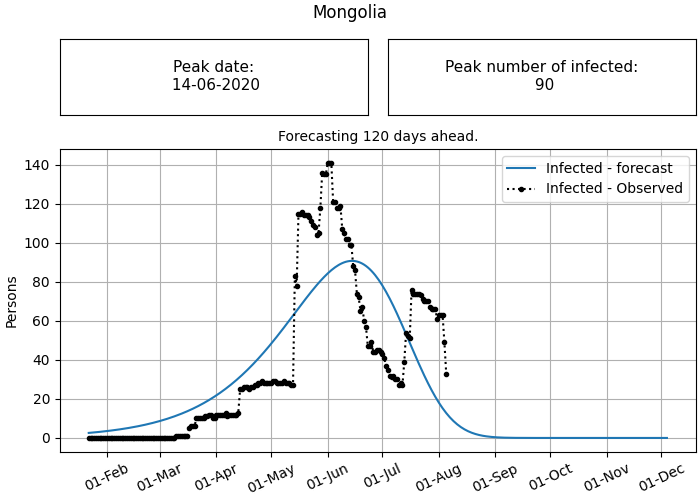 Mongolia
Peak date:
14-06-2020
Peak number of infected:
90
Forecasting 120 days ahead.
Infected - forecast
Infected - Observed
Persons
140
120
100
80
60
40
20
0
01-Feb
01-Mar
01-Apr
01-May
01-Jun
01-Jul
01-Aug
01-Sep
01-Oct
01-Nov
01-Dec